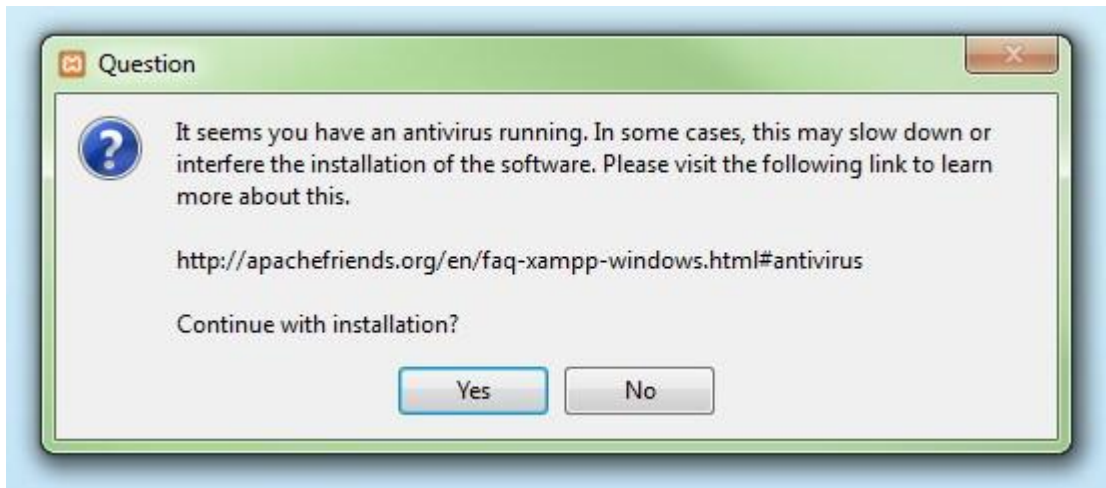 Question
It seems you have an antivirus running. In some cases, this may slow down or
interfere the installation of the software. Please visit the following link to learn
more about this.
http://apachefriends.org/en/faq-xampp-windows.html#antivirus
Continue with installation?
Yes No